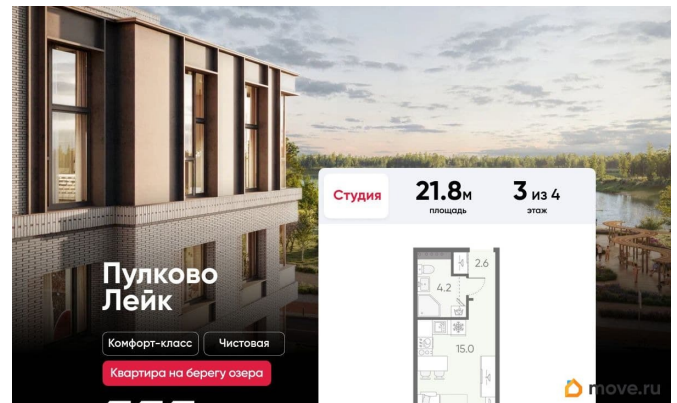 Студия
21.8м
площадь
3 из 4
этаж
Пулково
Лейк
Комфорт-класс
Чистовая
Квартира на берегу озера
2.6
4.2
15.0
move.ru